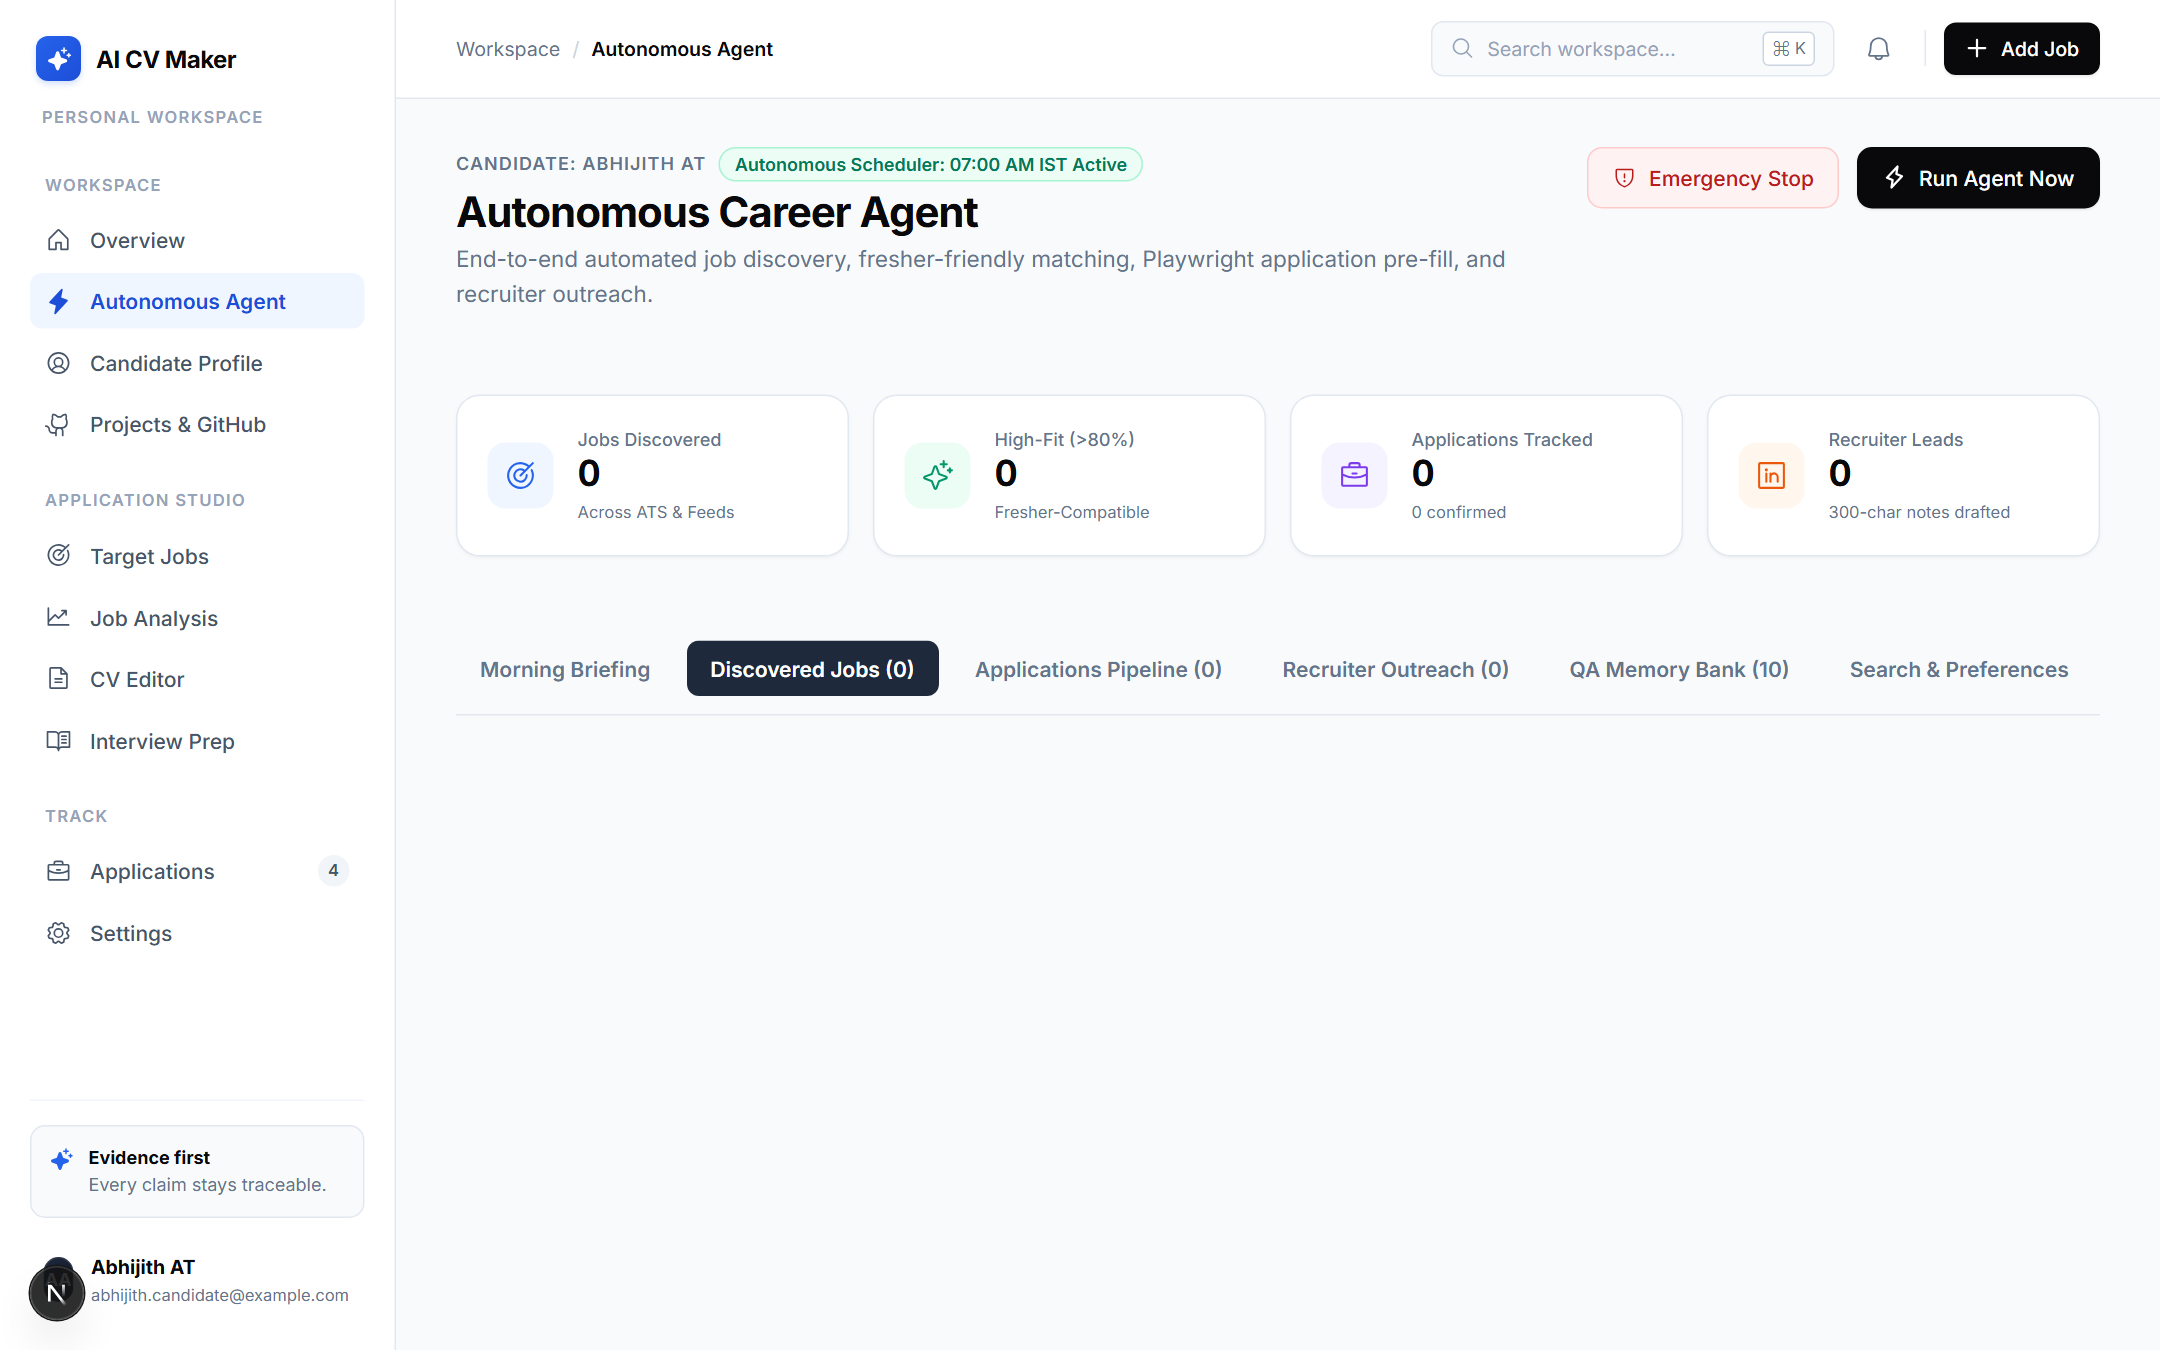 AI CV Maker
PERSONAL WORKSPACE
WORKSPACE
Overview
Autonomous Agent
Candidate Profile
Projects & GitHub
APPLICATION STUDIO
Target Jobs
Job Analysis
CV Editor
Interview Prep
TRACK
Applications 4
Settings
Evidence first
Every claim stays traceable.
Abhijith AT
abhijith.candidate@example.com
N
Workspace / Autonomous Agent
Search workspace... ⌘ K
Add Job
CANDIDATE: ABHIJITH AT Autonomous Scheduler: 07:00 AM IST Active
Autonomous Career Agent
End-to-end automated job discovery, fresher-friendly matching, Playwright application pre-fill, and
recruiter outreach.
Emergency Stop
Run Agent Now
Jobs Discovered
0
Across ATS & Feeds
High-Fit (>80%)
0
Fresher-Compatible
Applications Tracked
0
0 confirmed
in
Recruiter Leads
0
300-char notes drafted
Morning Briefing Discovered Jobs (0) Applications Pipeline (0) Recruiter Outreach (0) QA Memory Bank (10) Search & Preferences